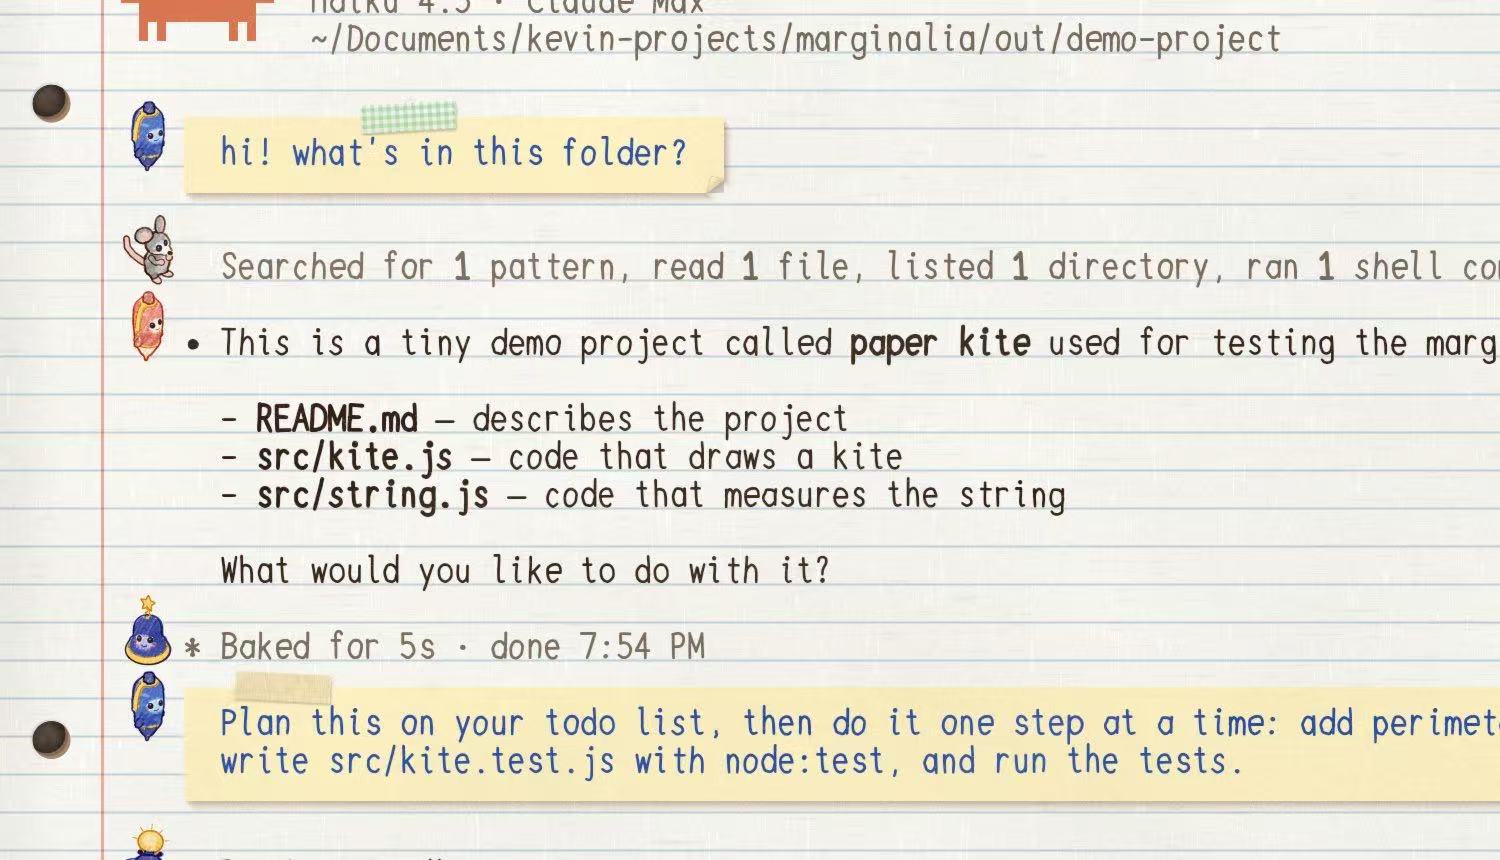 Haiku 4.5 · Claude Max
~/Documents/kevin-projects/marginalia/out/demo-project
hi! what's in this folder?
Searched for 1 pattern, read 1 file, listed 1 directory, ran 1 shell
• This is a tiny demo project called paper kite used for testing the
- README.md — describes the project
- src/kite.js — code that draws a kite
- src/string.js — code that measures the string
What would you like to do with it?
* Baked for 5s · done 7:54 PM
Plan this on your todo list, then do it one step at a time: add
write src/kite.test.js with node:test, and run the tests.